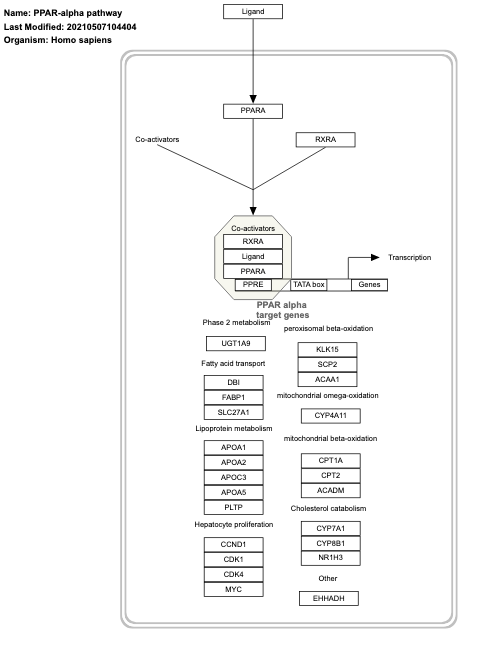 Name: PPAR-alpha pathway
Last Modified: 20210507104404
Organism: Homo sapiens
Ligand
PPARA
Co-activators
RXRA
Co-activators
RXRA
Ligand
PPARA
PPRE
TATA box
Genes
Transcription
PPAR alpha
target genes
Phase 2 metabolism
UGT1A9
Fatty acid transport
DBI
FABP1
SLC27A1
Lipoprotein metabolism
APOA1
APOA2
APOC3
APOA5
PLTP
Hepatocyte proliferation
CCND1
CDK1
CDK4
MYC
peroxisomal beta-oxidation
KLK15
SCP2
ACAA1
mitochondrial omega-oxidation
CYP4A11
mitochondrial beta-oxidation
CPT1A
CPT2
ACADM
Cholesterol catabolism
CYP7A1
CYP8B1
NR1H3
Other
EHHADH